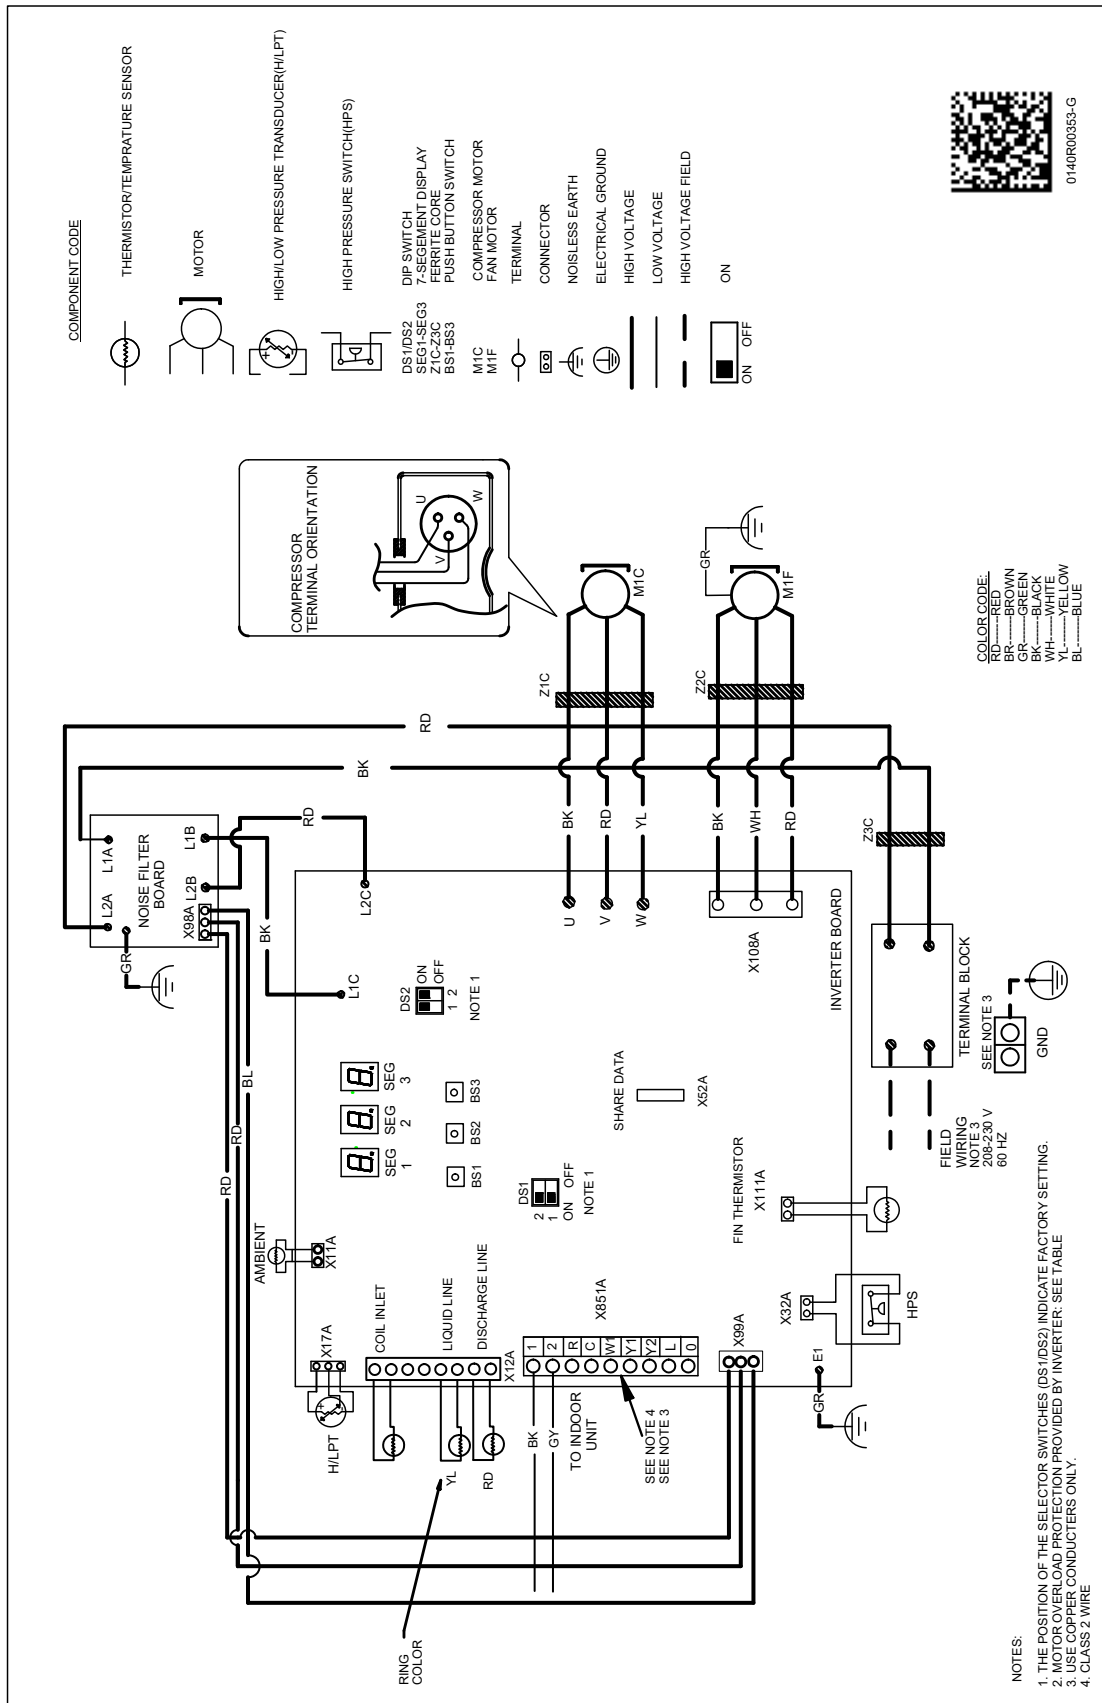 COMPONENT CODE
THERMISTOR/TEMPRATURE SENSOR
MOTOR
HIGH/LOW PRESSURE TRANSDUCER(H/LPT)
HIGH PRESSURE SWITCH(HPS)
DS1/DS2 DIP SWITCH
SEG1-SEG3 7-SEGEMENT DISPLAY
Z1C-Z3C FERRITE CORE
BS1-BS3 PUSH BUTTON SWITCH
M1C COMPRESSOR MOTOR
M1F FAN MOTOR
TERMINAL
CONNECTOR
NOISLESS EARTH
ELECTRICAL GROUND
HIGH VOLTAGE
LOW VOLTAGE
HIGH VOLTAGE FIELD
ON OFF ON
0140R00353-G
COMPRESSOR
TERMINAL ORIENTATION
U
V
W
L2A L1A
NOISE FILTER
BOARD
X98A L2B L1B
GR
RD
BK
RD
BK
RD
RD
BL
L1C
L2C
AMBIENT
X11A
SEG
1
SEG
2
SEG
3
BS1
BS2
BS3
DS2
ON
OFF
1 2
NOTE 1
DS1
2
1
ON OFF
NOTE 1
H/LPT
X17A
COIL INLET
LIQUID LINE
DISCHARGE LINE
X12A
YL
RD
RING
COLOR
BK
GY
TO INDOOR
UNIT
X851A
1
2
R
C
W1
Y1
Y2
L
0
SEE NOTE 4
SEE NOTE 3
X99A
E1
GR
X32A
HPS
FIN THERMISTOR
X111A
SHARE DATA
X52A
INVERTER BOARD
U
V
W
BK
RD
YL
Z1C
M1C
X108A
BK
WH
RD
Z2C
M1F
GR
Z3C
TERMINAL BLOCK
SEE NOTE 3
GND
FIELD
WIRING
NOTE 3
208-230 V
60 HZ
COLOR CODE:
RD-------RED
BR-------BROWN
GR-------GREEN
BK-------BLACK
WH-------WHITE
YL-------YELLOW
BL-------BLUE
NOTES:
1. THE POSITION OF THE SELECTOR SWITCHES (DS1/DS2) INDICATE FACTORY SETTING.
2. MOTOR OVERLOAD PROTECTION PROVIDED BY INVERTER: SEE TABLE
3. USE COPPER CONDUCTERS ONLY.
4. CLASS 2 WIRE